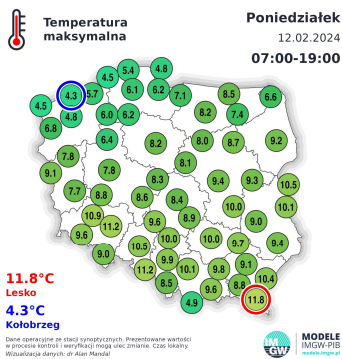 Temperatura
maksymalna
Poniedziałek
12.02.2024
07:00-19:00
4.5 5.4 4.8
4.5 4.3 5.7 6.1 6.2 7.1 8.5 6.6
6.8 4.8 6.0 6.2 8.2 7.4
6.4 8.2 8.0 8.7 9.2
7.8 8.1
9.1 7.8 8.3 9.4 9.3 10.5
7.7 8.8 8.6 8.4
10.9 8.9 10.0 10.1
9.6 11.2 9.6 9.0
10.5 10.0 10.0 9.7 9.4
9.0 9.9
11.2 10.1 9.8 9.1
8.5 9.6 8.8 10.4
4.9 11.8
11.8°C
Lesko
4.3°C
Kołobrzeg
Dane operacyjne ze stacji synoptycznych. Prezentowane wartości
w procesie kontroli i weryfikacji mogą ulec zmianie. Czas lokalny.
Wizualizacja danych: dr Alan Mandal
IM
GW
MODELE
IMGW-PIB
modele.imgw.pl